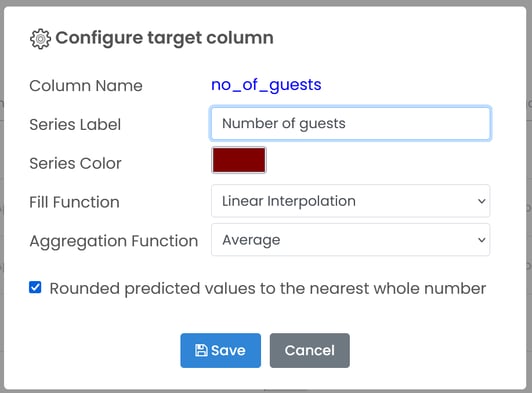 Configure target column
Column Name no_of_guests
Series Label Number of guests
Series Color
Fill Function Linear Interpolation
Aggregation Function Average
Rounded predicted values to the nearest whole number
Save Cancel